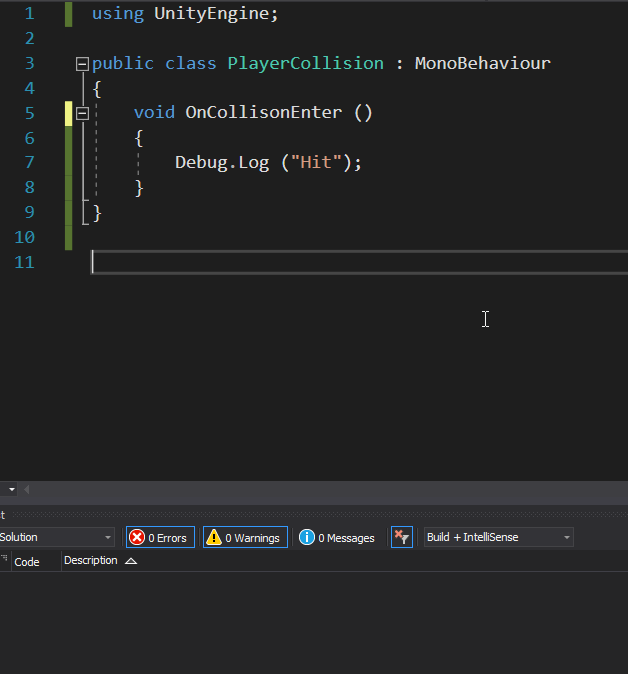 1 using UnityEngine;
2
3 public class PlayerCollision : MonoBehaviour
4 {
5 void OnCollisonEnter ()
6 {
7 Debug.Log ("Hit");
8 }
9 }
10
11
t
Solution 0 Errors 0 Warnings 0 Messages Build + IntelliSense
Code Description